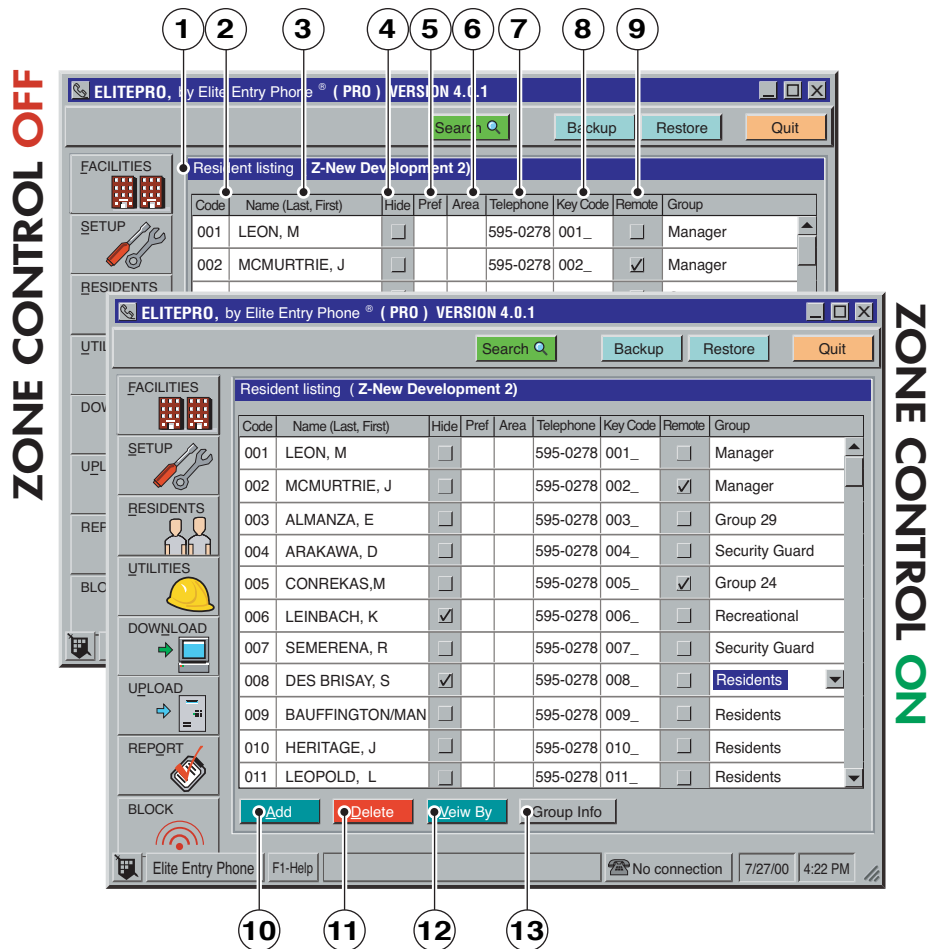 1 2 3 4 5 6 7 8 9
ZONE CONTROL OFF
ELITEPRO, by Elite Entry Phone ® ( PRO ) VERSION 4.0.1
Search Backup Restore Quit
FACILITIES
SETUP
RESIDENTS
UTIL
DOW
UPL
REP
BLO
Resident listing Z-New Development 2)
Code Name (Last, First) Hide Pref Area Telephone Key Code Remote Group
001 LEON, M 595-0278 001_ Manager
002 MCMURTRIE, J 595-0278 002_ Manager
ZONE CONTROL ON
ELITEPRO, by Elite Entry Phone ® ( PRO ) VERSION 4.0.1
Search Backup Restore Quit
FACILITIES
SETUP
RESIDENTS
UTILITIES
DOWNLOAD
UPLOAD
REPORT
BLOCK
Resident listing ( Z-New Development 2)
Code Name (Last, First) Hide Pref Area Telephone Key Code Remote Group
001 LEON, M 595-0278 001_ Manager
002 MCMURTRIE, J 595-0278 002_ Manager
003 ALMANZA, E 595-0278 003_ Group 29
004 ARAKAWA, D 595-0278 004_ Security Guard
005 CONREKAS,M 595-0278 005_ Group 24
006 LEINBACH, K 595-0278 006_ Recreational
007 SEMERENA, R 595-0278 007_ Security Guard
008 DES BRISAY, S 595-0278 008_ Residents
009 BAUFFINGTON/MAN 595-0278 009_ Residents
010 HERITAGE, J 595-0278 010_ Residents
011 LEOPOLD, L 595-0278 011_ Residents
Add Delete Veiw By Group Info
Elite Entry Phone F1-Help No connection 7/27/00 4:22 PM
10 11 12 13